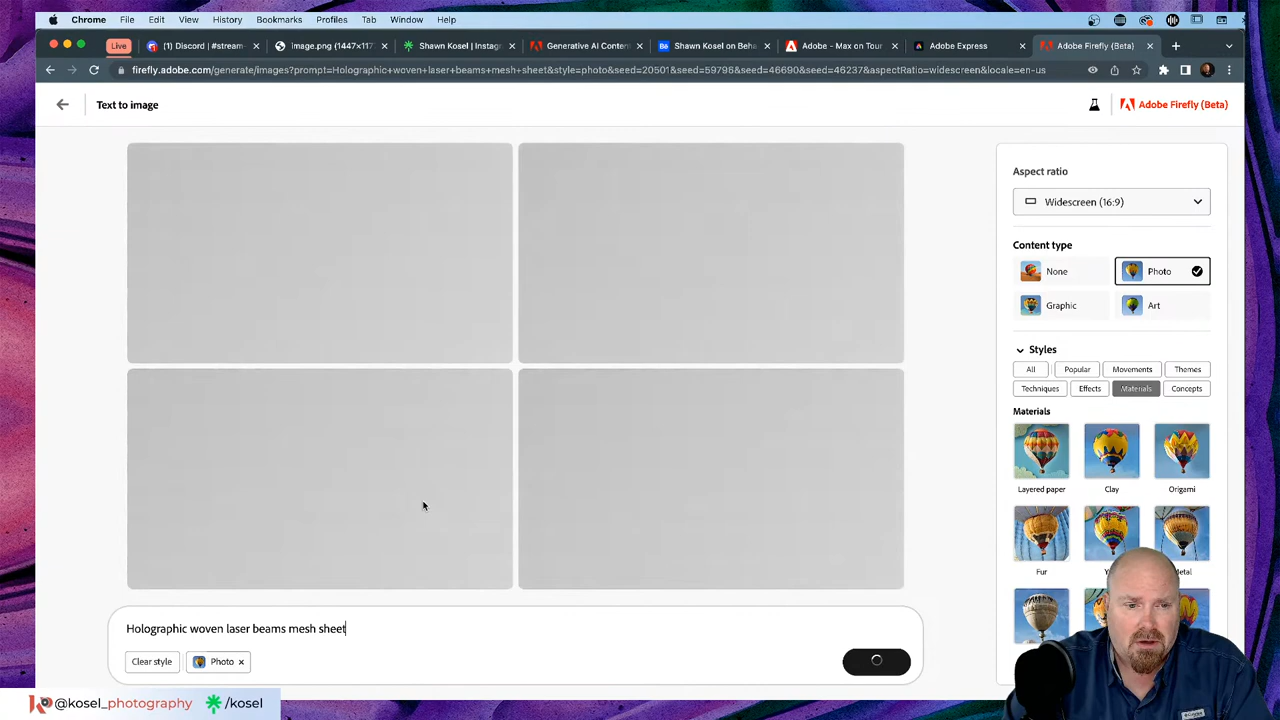 Chrome File Edit View History Bookmarks Profiles Tab Window Help
Live Discord | #stream- image.png (1447×117 Shawn Kosel | Instag Generative AI Conten Shawn Kosel on Beha Adobe - Max on Tour Adobe Express Adobe Firefly (Beta)
firefly.adobe.com/generate/images?prompt=Holographic+woven+laser+beams+mesh+sheet&style=photo&seed=20501&seed=59798&seed=46690&seed=46237&aspectRatio=widescreen&locale=en-us
Text to image
Adobe Firefly (Beta)
Aspect ratio
Widescreen (16:9)
Content type
None Photo
Graphic Art
Styles
All Popular Movements Themes
Techniques Effects Materials Concepts
Materials
Layered paper Clay Origami
Fur
Holographic woven laser beams mesh sheet
Clear style Photo ×
@kosel_photography /kosel